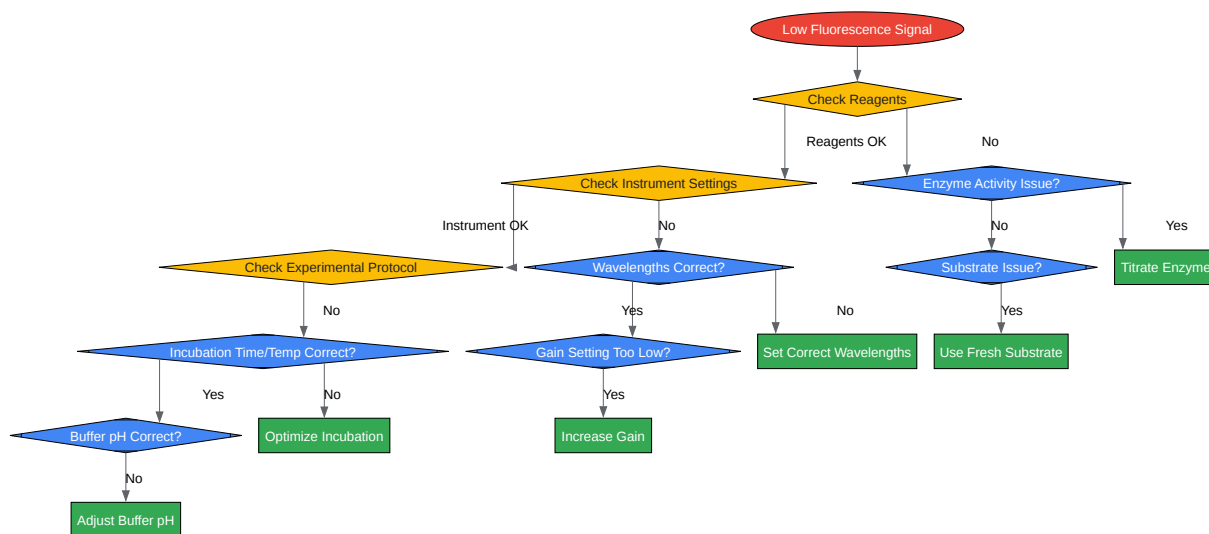 Low Fluorescence Signal
Check Reagents
Reagents OK
No
Check Instrument Settings
Enzyme Activity Issue?
Instrument OK
No
No
Yes
Check Experimental Protocol
Wavelengths Correct?
Substrate Issue?
Titrate Enzyme
No
Yes
No
Yes
Incubation Time/Temp Correct?
Gain Setting Too Low?
Set Correct Wavelengths
Use Fresh Substrate
Yes
No
Yes
Buffer pH Correct?
Optimize Incubation
Increase Gain
No
Adjust Buffer pH